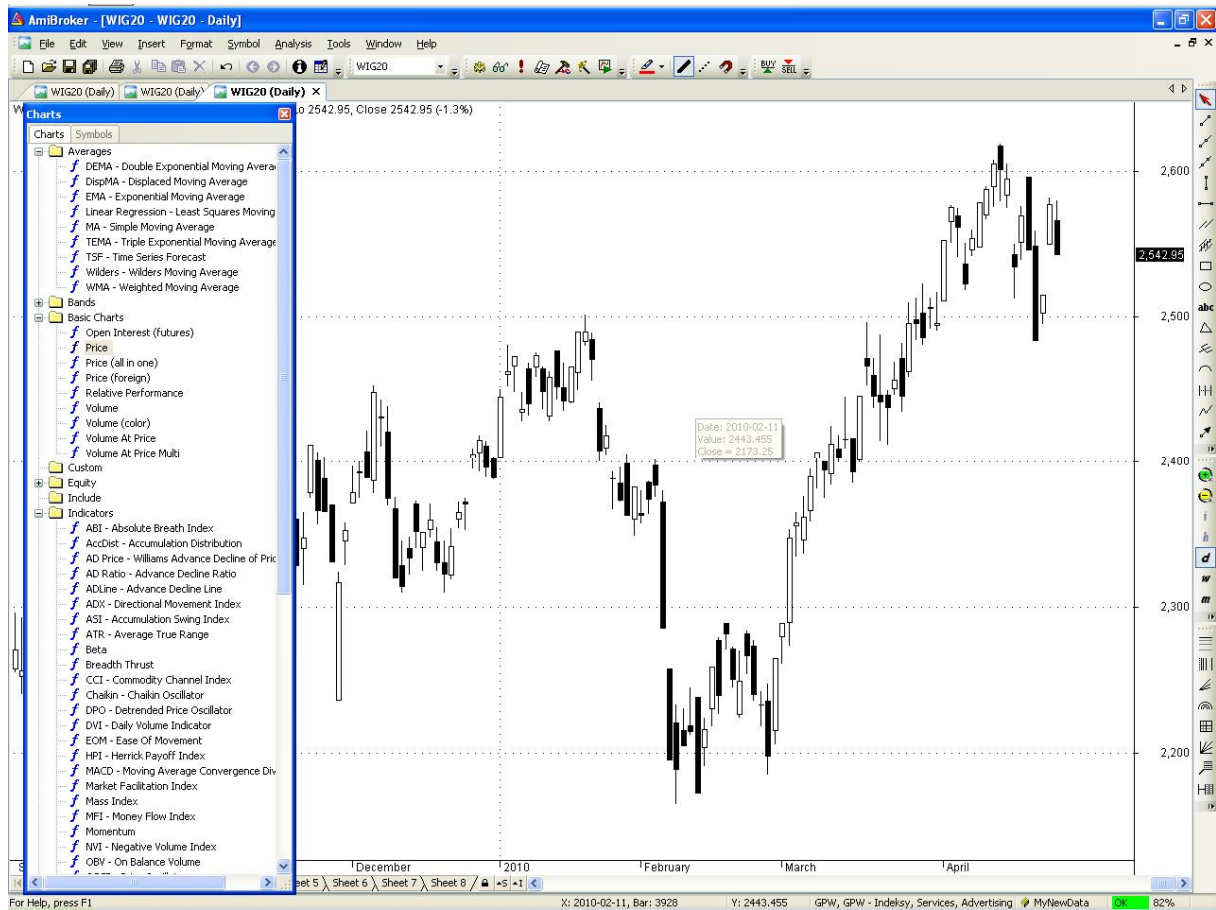 AmiBroker - [WIG20 - WIG20 - Daily]
File Edit View Insert Format Symbol Analysis Tools Window Help
WIG20 BUY SELL
WIG20 (Daily) WIG20 (Daily) WIG20 (Daily)
Charts
lo 2542.95, Close 2542.95 (-1.3%)
Charts Symbols
Averages
DEMA - Double Exponential Moving Avera
DispMA - Displaced Moving Average
EMA - Exponential Moving Average
Linear Regression - Least Squares Moving
MA - Simple Moving Average
TEMA - Triple Exponential Moving Average
TSF - Time Series Forecast
Wilders - Wilders Moving Average
WMA - Weighted Moving Average
Bands
Basic Charts
Open Interest (futures)
Price
Price (all in one)
Price (foreign)
Relative Performance
Volume
Volume (color)
Volume At Price
Volume At Price Multi
Custom
Equity
Include
Indicators
ABI - Absolute Breath Index
AccDist - Accumulation Distribution
AD Price - Williams Advance Decline of Pric
AD Ratio - Advance Decline Ratio
ADLine - Advance Decline Line
ADX - Directional Movement Index
ASI - Accumulation Swing Index
ATR - Average True Range
Beta
Breadth Thrust
CCI - Commodity Channel Index
Chaikin - Chaikin Oscillator
DPO - Detrended Price Oscillator
DVI - Daily Volume Indicator
EOM - Ease Of Movement
HPI - Herrick Payoff Index
MACD - Moving Average Convergence Div
Market Facilitation Index
Mass Index
MFI - Money Flow Index
Momentum
NVI - Negative Volume Index
OBV - On Balance Volume
Date: 2010-02-11
Value: 2443.455
Close = 2173.25
2,600
2,542.95
2,500
2,400
2,300
2,200
abc
i
h
d
w
m
December 2010 February March April
eet 5 Sheet 6 Sheet 7 Sheet 8 S I
For Help, press F1 X: 2010-02-11, Bar: 3928 Y: 2443.455 GPW, GPW - Indeksy, Services, Advertising MyNewData OK 82%